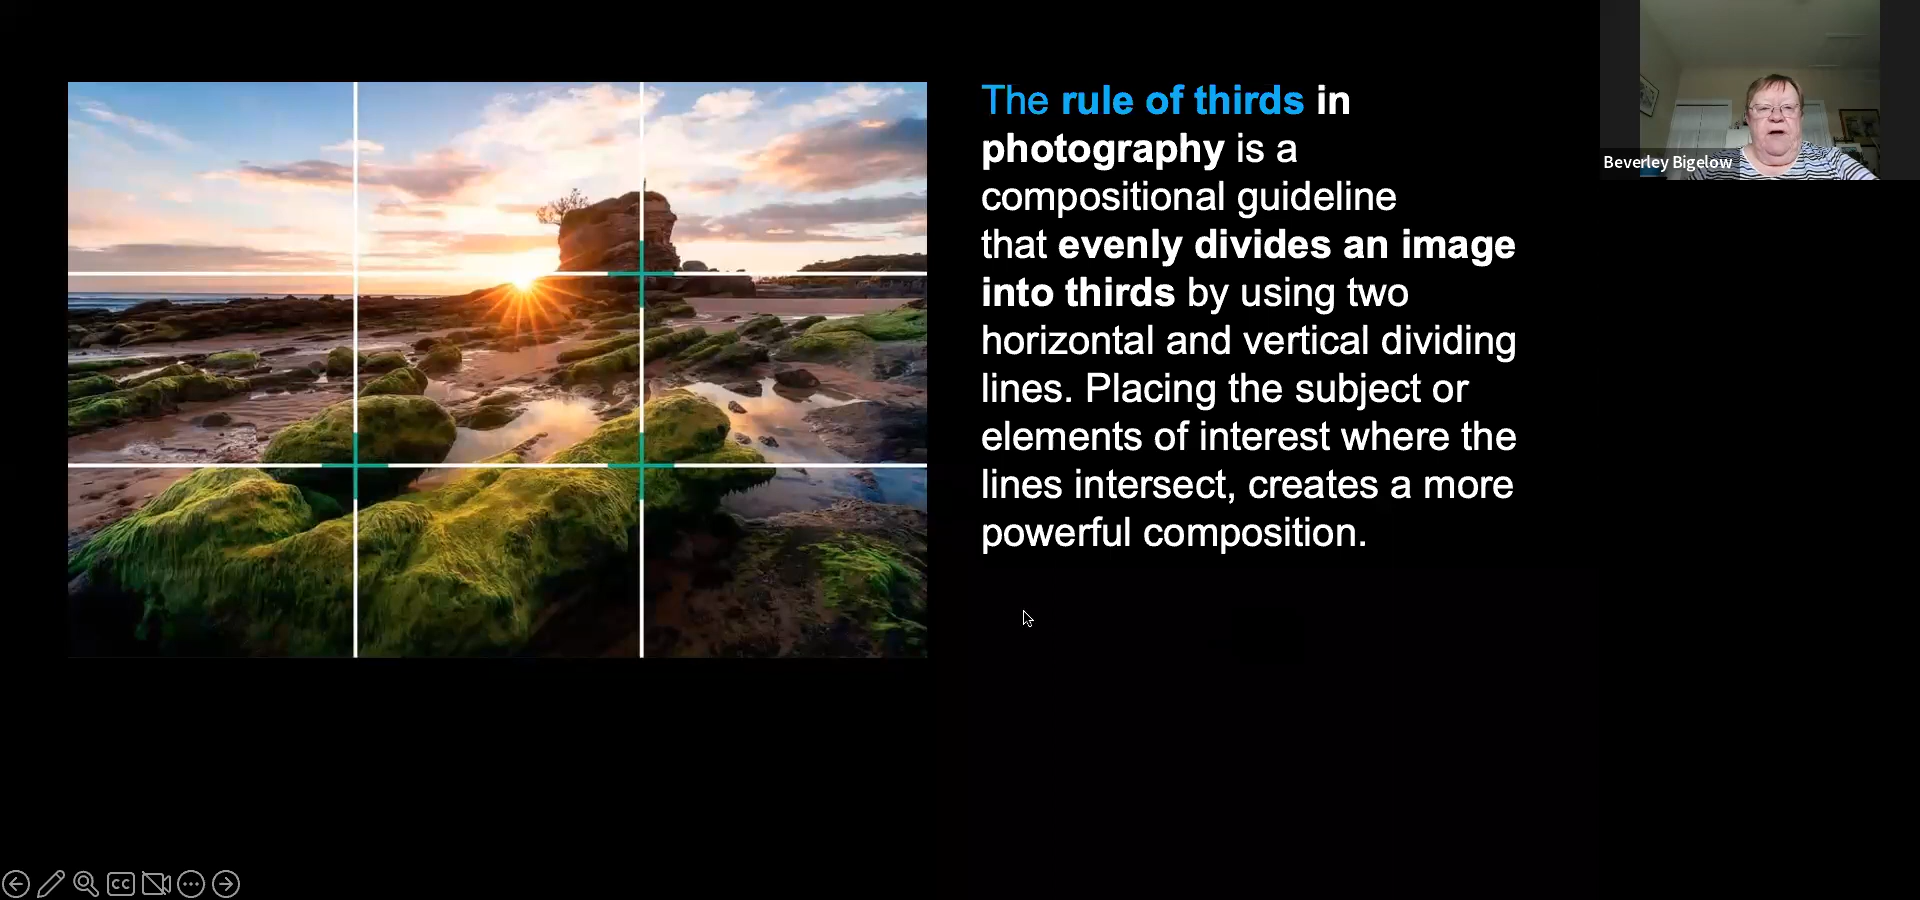 The rule of thirds in
photography is a
compositional guideline
that evenly divides an image
into thirds by using two
horizontal and vertical dividing
lines. Placing the subject or
elements of interest where the
lines intersect, creates a more
powerful composition.
Beverley Bigelow
CC